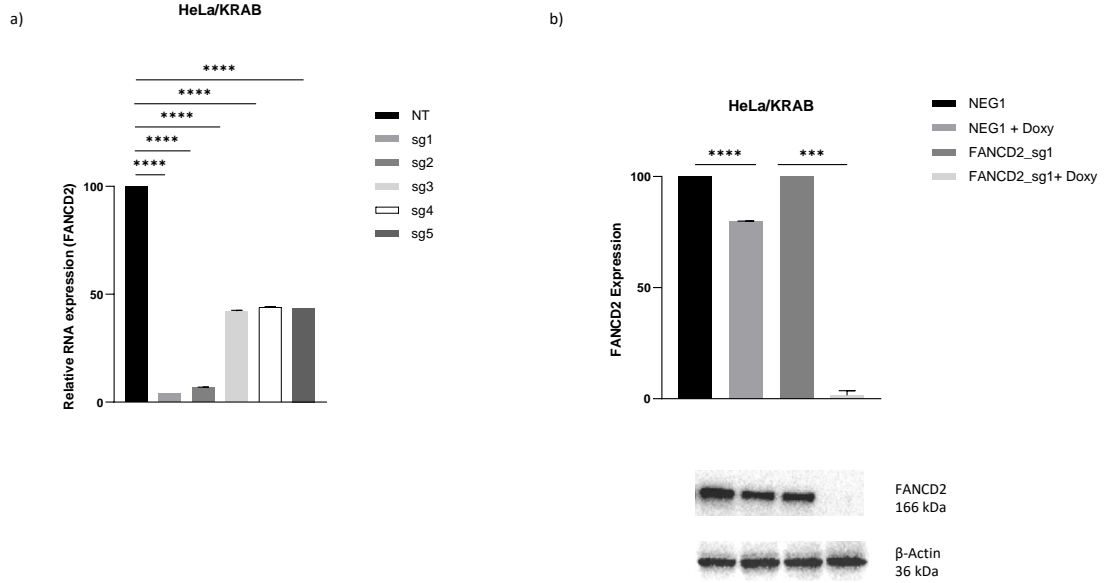 a)
HeLa/KRAB
Relative RNA expression (FANCD2)
100
50
0
****
****
****
****
****
NT
sg1
sg2
sg3
sg4
sg5
b)
HeLa/KRAB
FANCD2 Expression
100
50
0
****
***
NEG1
NEG1 + Doxy
FANCD2_sg1
FANCD2_sg1+ Doxy
FANCD2
166 kDa
β-Actin
36 kDa